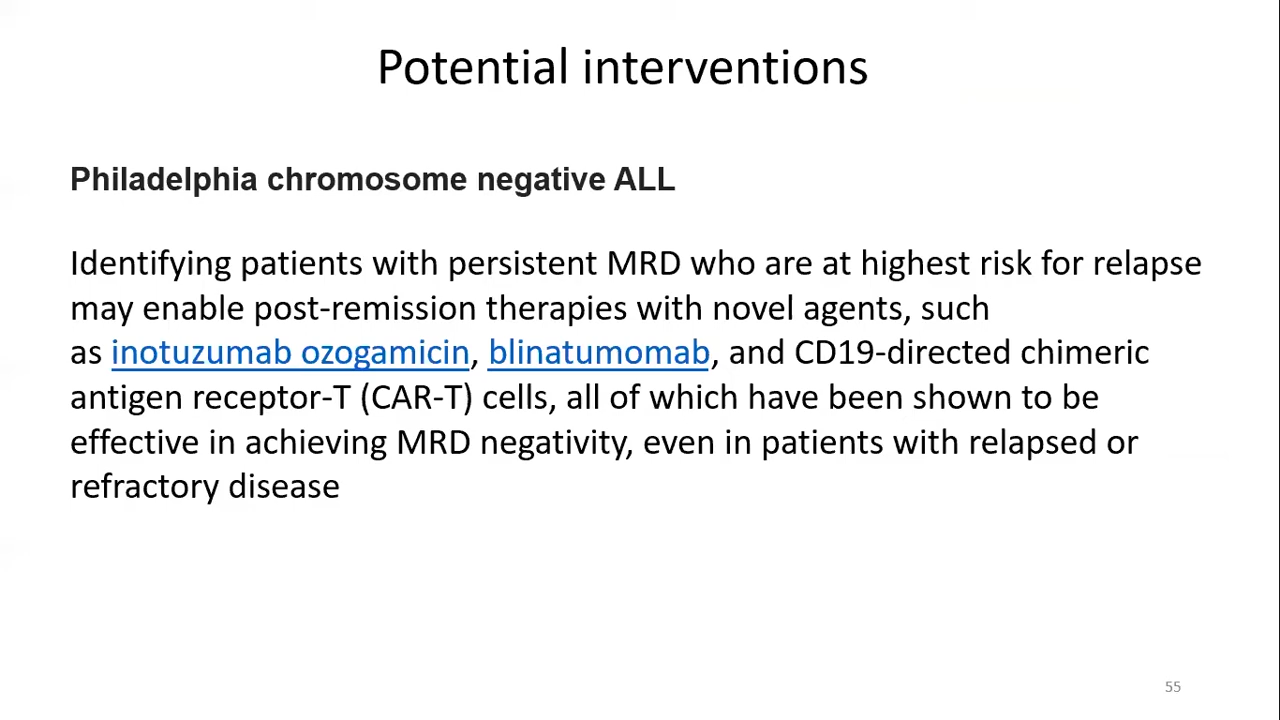 Potential interventions
Philadelphia chromosome negative ALL
Identifying patients with persistent MRD who are at highest risk for relapse
may enable post-remission therapies with novel agents, such
as inotuzumab ozogamicin, blinatumomab, and CD19-directed chimeric
antigen receptor-T (CAR-T) cells, all of which have been shown to be
effective in achieving MRD negativity, even in patients with relapsed or
refractory disease
55